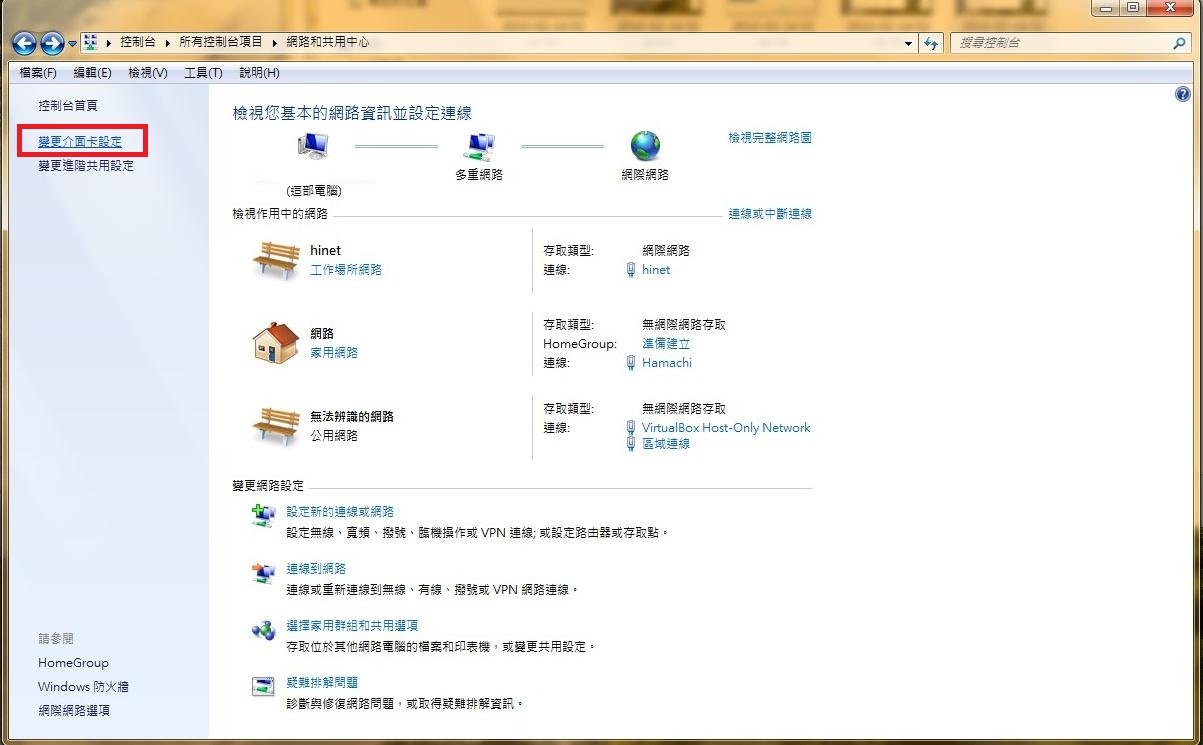 控制台 ▸ 所有控制台項目 ▸ 網路和共用中心
搜尋控制台
檔案(F) 編輯(E) 檢視(V) 工具(T) 說明(H)
控制台首頁
變更介面卡設定
變更進階共用設定
檢視您基本的網路資訊並設定連線
檢視完整網路圖
多重網路
網際網路
(這部電腦)
檢視作用中的網路
連線或中斷連線
hinet
工作場所網路
存取類型: 網際網路
連線: hinet
網路
家用網路
存取類型: 無網際網路存取
HomeGroup: 準備建立
連線: Hamachi
無法辨識的網路
公用網路
存取類型: 無網際網路存取
連線: VirtualBox Host-Only Network
區域連線
變更網路設定
設定新的連線或網路
設定無線、寬頻、撥號、臨機操作或 VPN 連線; 或設定路由器或存取點。
連線到網路
連線或重新連線到無線、有線、撥號或 VPN 網路連線。
選擇家用群組和共用選項
存取位於其他網路電腦的檔案和印表機，或變更共用設定。
疑難排解問題
診斷與修復網路問題，或取得疑難排解資訊。
請參閱
HomeGroup
Windows 防火牆
網際網路選項